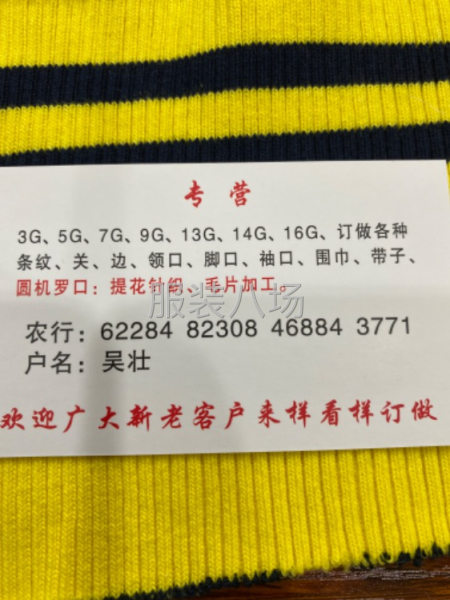 专营
3G、5G、7G、9G、13G、14G、16G、订做各种
条纹、关、边、领口、脚口、袖口、围巾、带子、
圆机罗口：提花针织、毛片加工。
服装八场
农行：62284 82308 46884 3771
户名：吴壮
欢迎广大新老客户来样看样订做